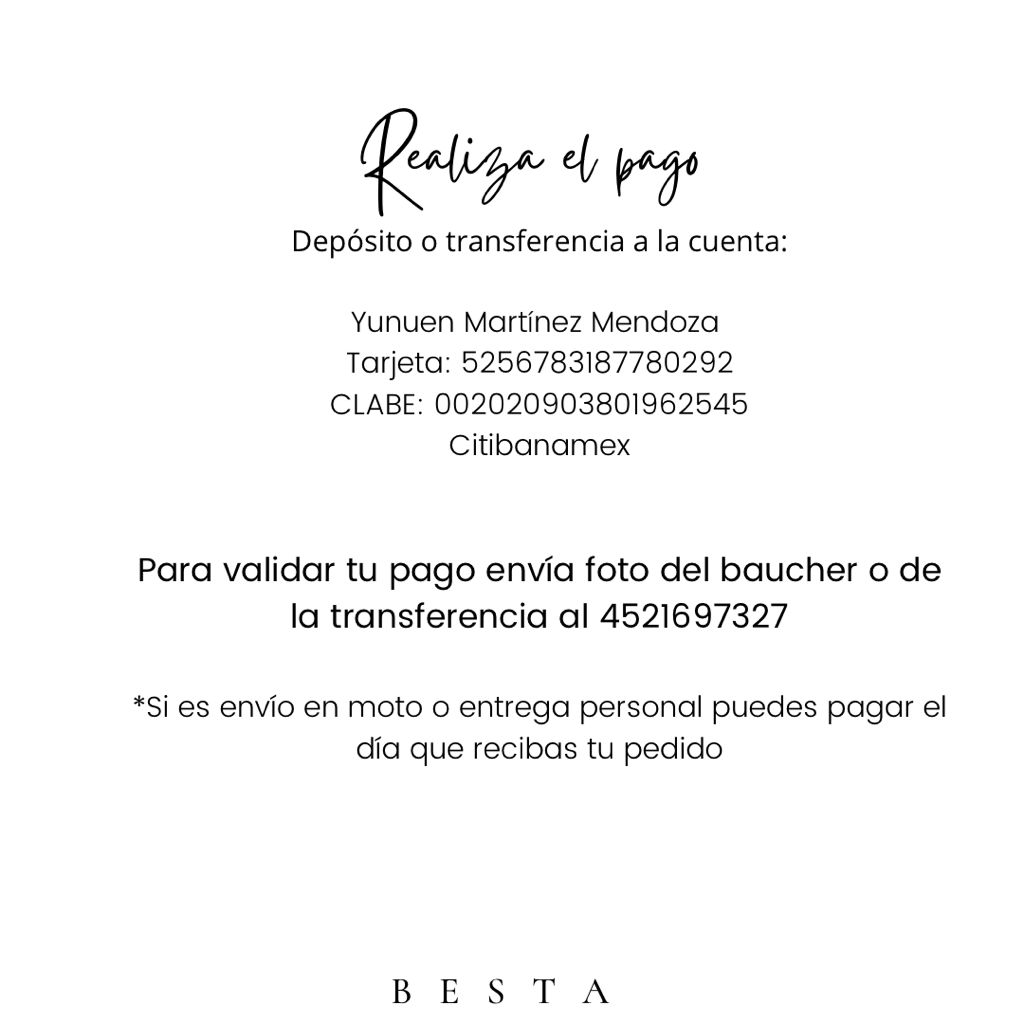 Realiza el pago
Depósito o transferencia a la cuenta:
Yunuen Martínez Mendoza
Tarjeta: 5256783187780292
CLABE: 002020903801962545
Citibanamex
Para validar tu pago envía foto del baucher o de
la transferencia al 4521697327
*Si es envío en moto o entrega personal puedes pagar el
día que recibas tu pedido
BESTA